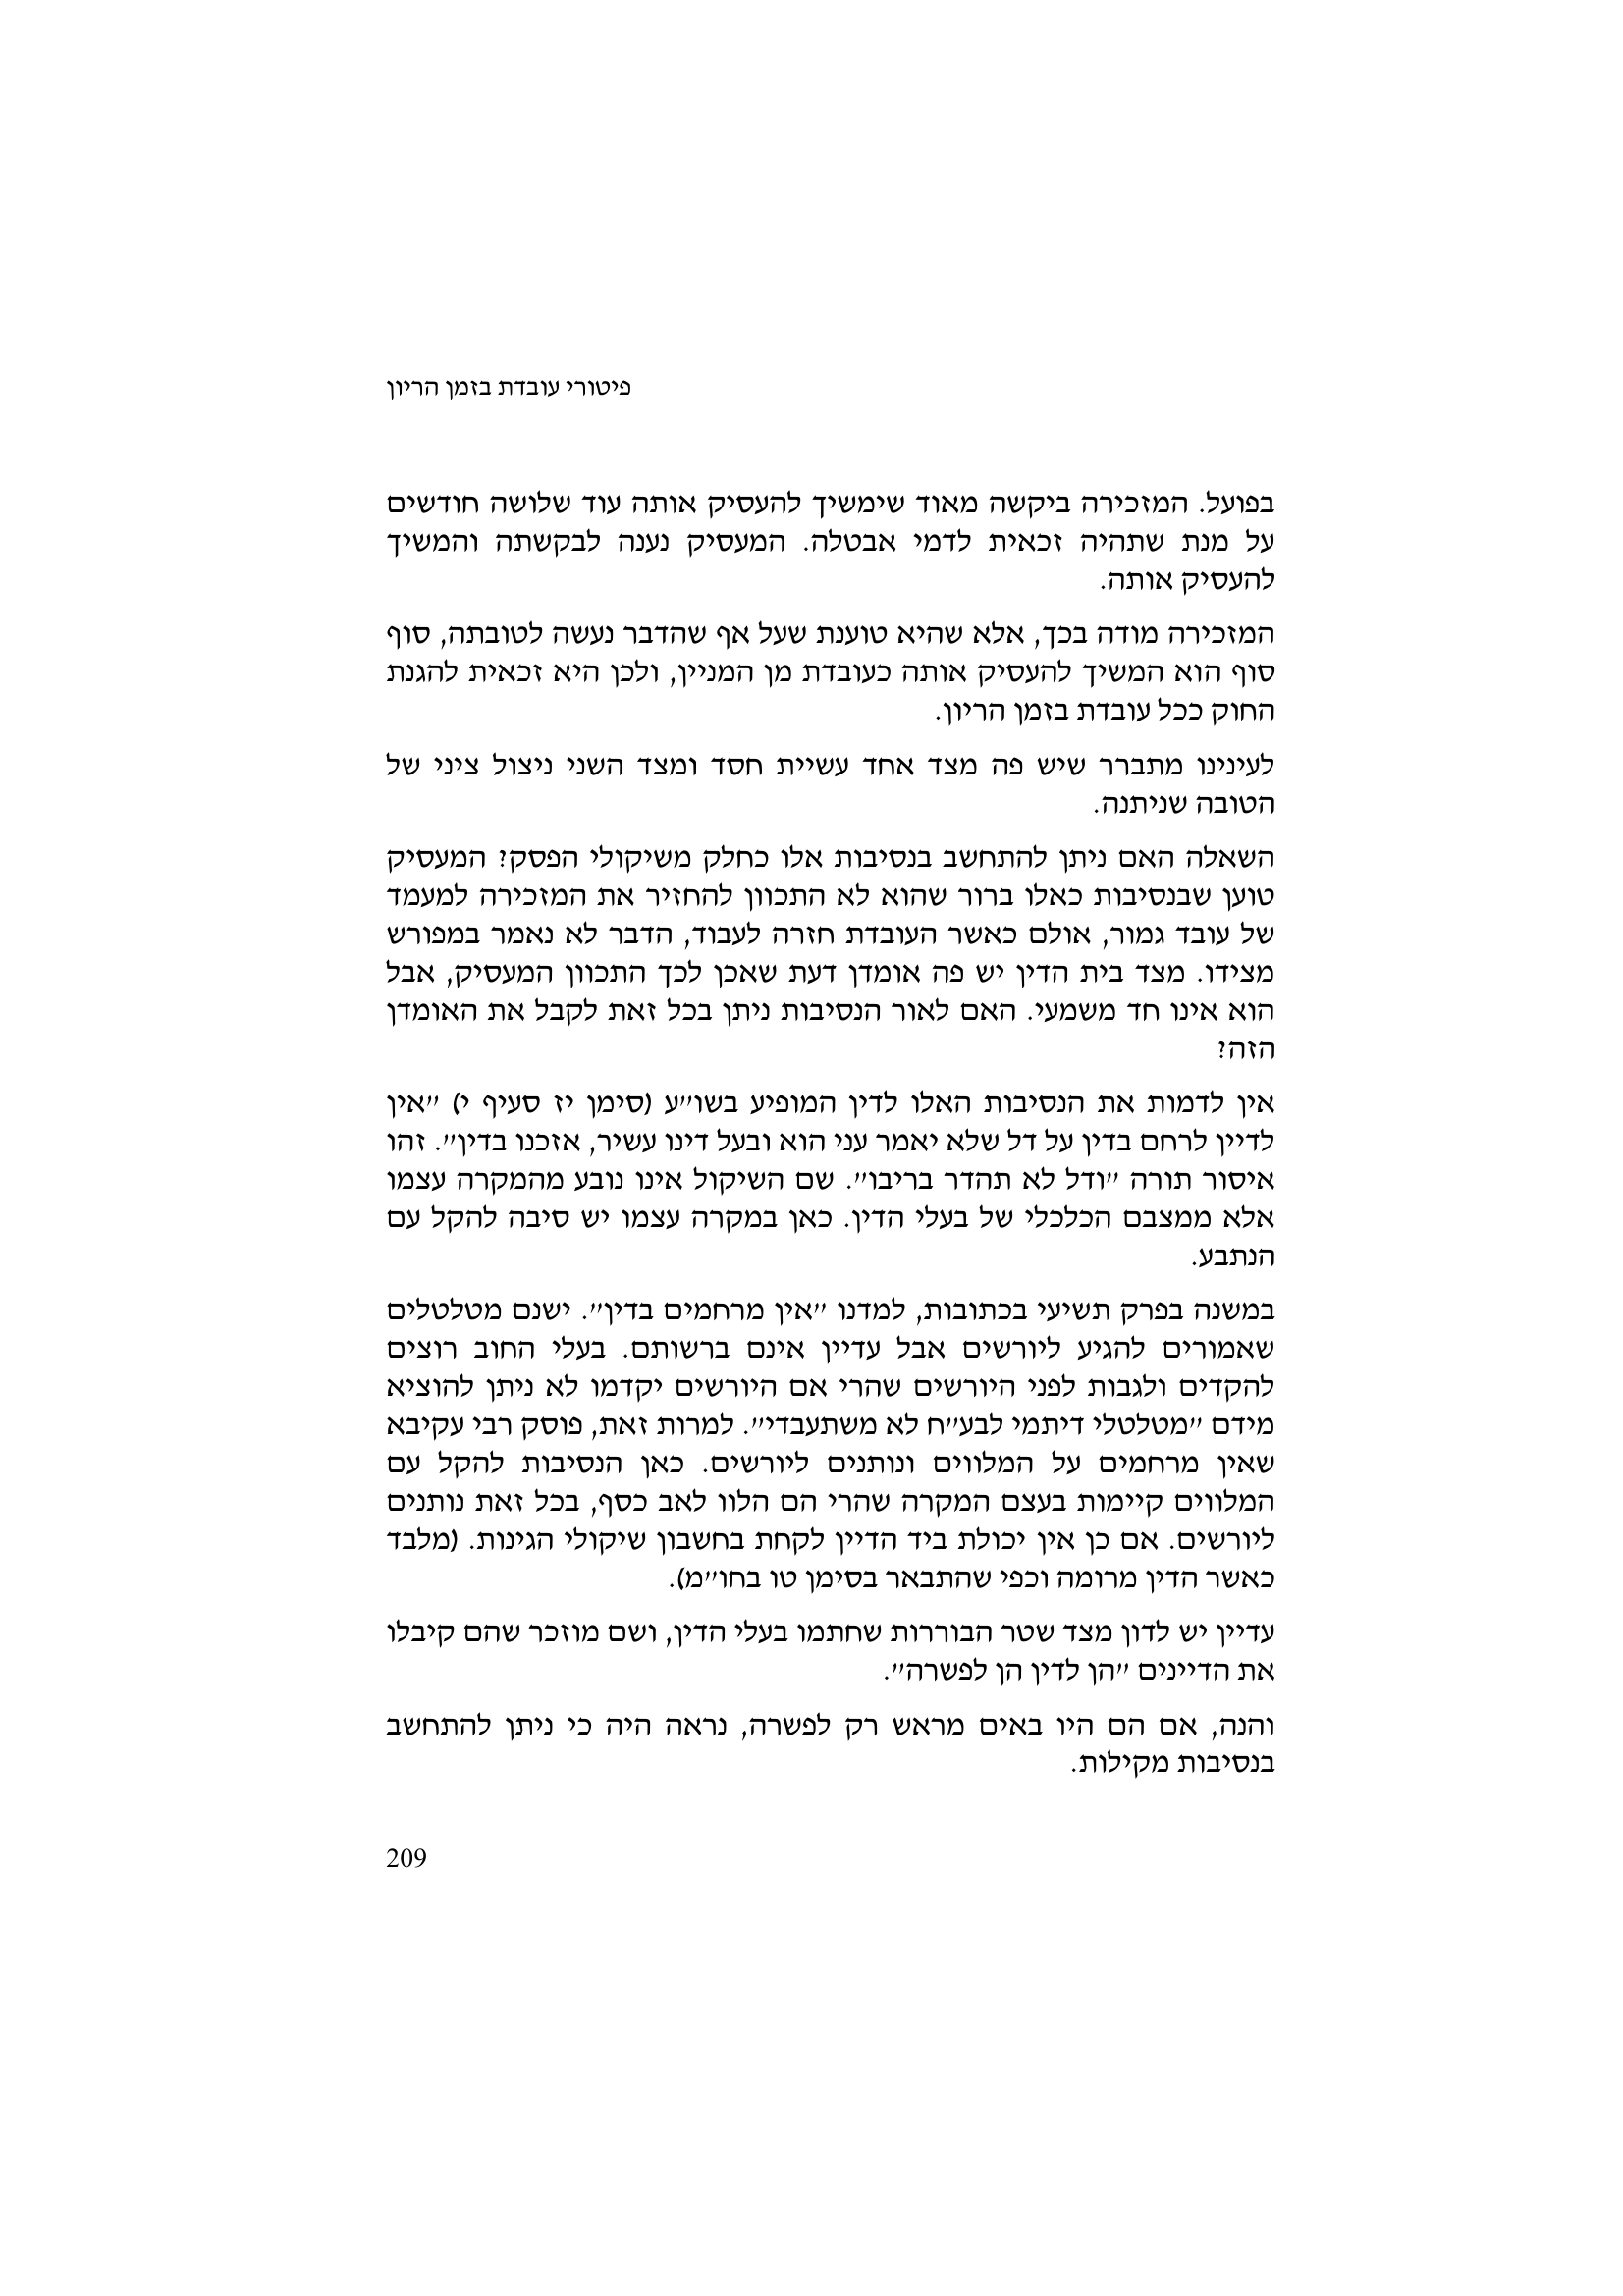 פיטורי עובדת בזמן הריון
בפועל. המזכירה ביקשה מאוד שימשיך להעסיק אותה עוד שלושה חודשים
על מנת שתהיה זכאית לדמי אבטלה. המעסיק נענה לבקשתה והמשיך
להעסיק אותה.
המזכירה מודה בכך, אלא שהיא טוענת שעל אף שהדבר נעשה לטובתה, סוף
סוף הוא המשיך להעסיק אותה כעובדת מן המניין, ולכן היא זכאית להגנת
החוק ככל עובדת בזמן הריון.
לעינינו מתברר שיש פה מצד אחד עשיית חסד ומצד השני ניצול ציני של
הטובה שניתנה.
השאלה האם ניתן להתחשב בנסיבות אלו כחלק משיקולי הפסק? המעסיק
טוען שבנסיבות כאלו ברור שהוא לא התכוון להחזיר את המזכירה למעמד
של עובד גמור, אולם כאשר העובדת חזרה לעבוד, הדבר לא נאמר במפורש
מצידו. מצד בית הדין יש פה אומדן דעת שאכן לכך התכוון המעסיק, אבל
הוא אינו חד משמעי. האם לאור הנסיבות ניתן בכל זאת לקבל את האומדן
הזה?
אין לדמות את הנסיבות האלו לדין המופיע בשו״ע (סימן יז סעיף י) ״אין
לדיין לרחם בדין על דל שלא יאמר עני הוא ובעל דינו עשיר, אזכנו בדין״. זהו
איסור תורה ״ודל לא תהדר בריבו״. שם השיקול אינו נובע מהמקרה עצמו
אלא ממצבם הכלכלי של בעלי הדין. כאן במקרה עצמו יש סיבה להקל עם
הנתבע.
במשנה בפרק תשיעי בכתובות, למדנו ״אין מרחמים בדין״. ישנם מטלטלים
שאמורים להגיע ליורשים אבל עדיין אינם ברשותם. בעלי החוב רוצים
להקדים ולגבות לפני היורשים שהרי אם היורשים יקדמו לא ניתן להוציא
מידם ״מטלטלי דיתמי לבע״ח לא משתעבדי״. למרות זאת, פוסק רבי עקיבא
שאין מרחמים על המלווים ונותנים ליורשים. כאן הנסיבות להקל עם
המלווים קיימות בעצם המקרה שהרי הם הלוו לאב כסף, בכל זאת נותנים
ליורשים. אם כן אין יכולת ביד הדיין לקחת בחשבון שיקולי הגינות. (מלבד
כאשר הדין מרומה וכפי שהתבאר בסימן טו בחו״מ).
עדיין יש לדון מצד שטר הבוררות שחתמו בעלי הדין, ושם מוזכר שהם קיבלו
את הדיינים ״הן לדין הן לפשרה״.
והנה, אם הם היו באים מראש רק לפשרה, נראה היה כי ניתן להתחשב
בנסיבות מקילות.
209